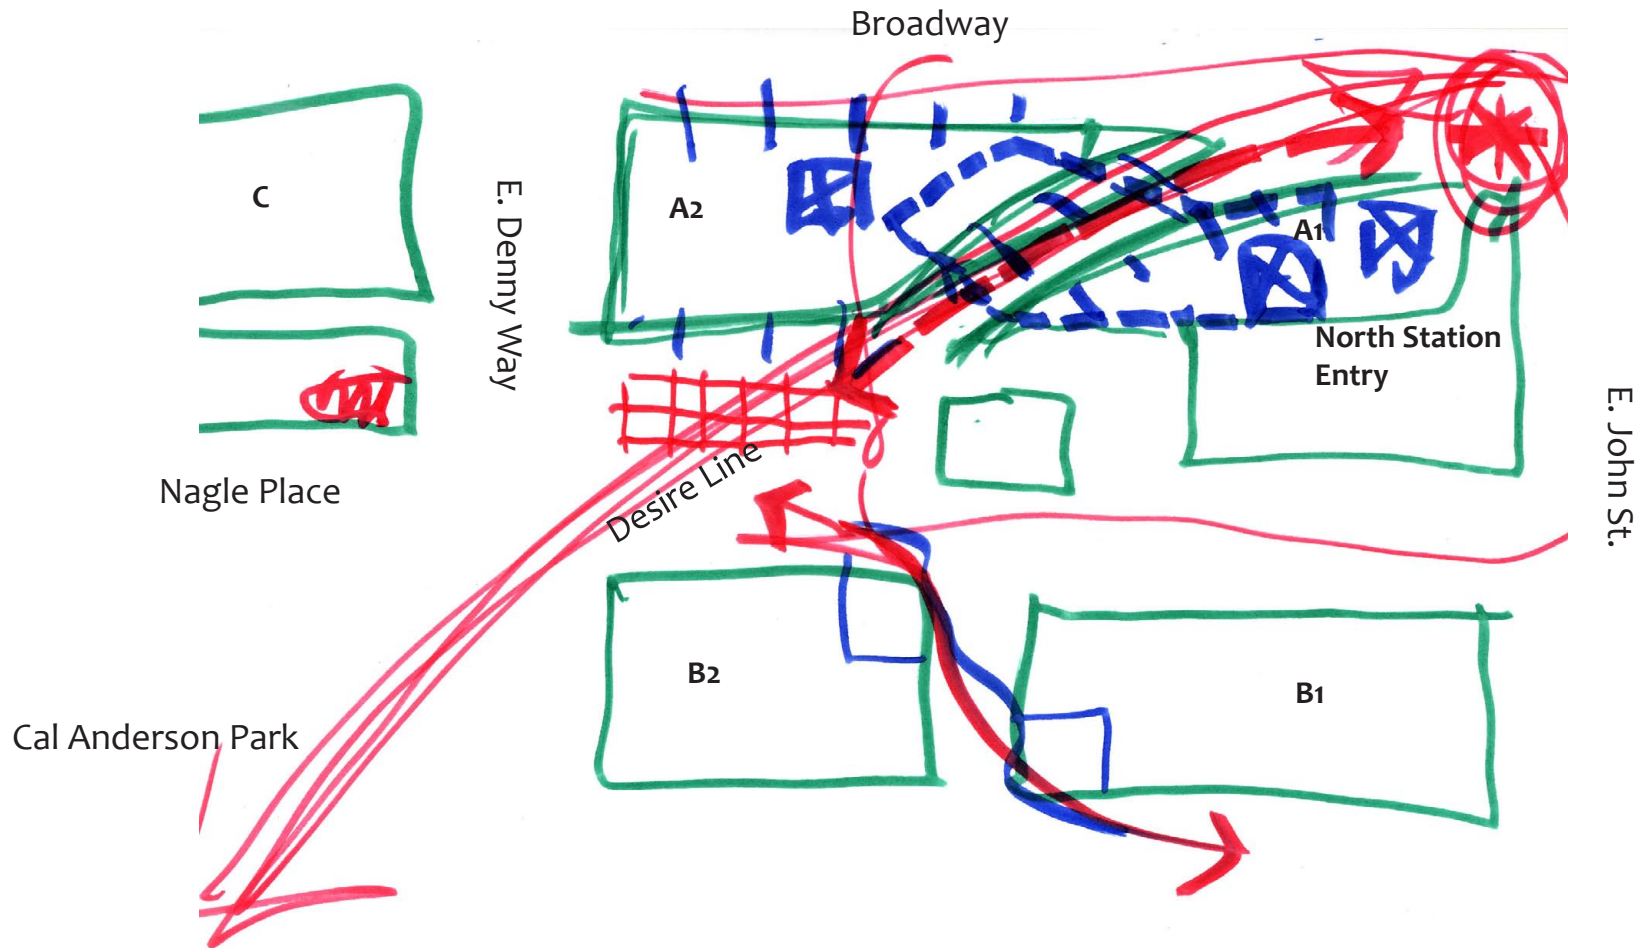 Broadway
C
E. Denny Way
A2
A1
North Station
Entry
E. John St.
Nagle Place
Desire Line
B2
B1
Cal Anderson Park